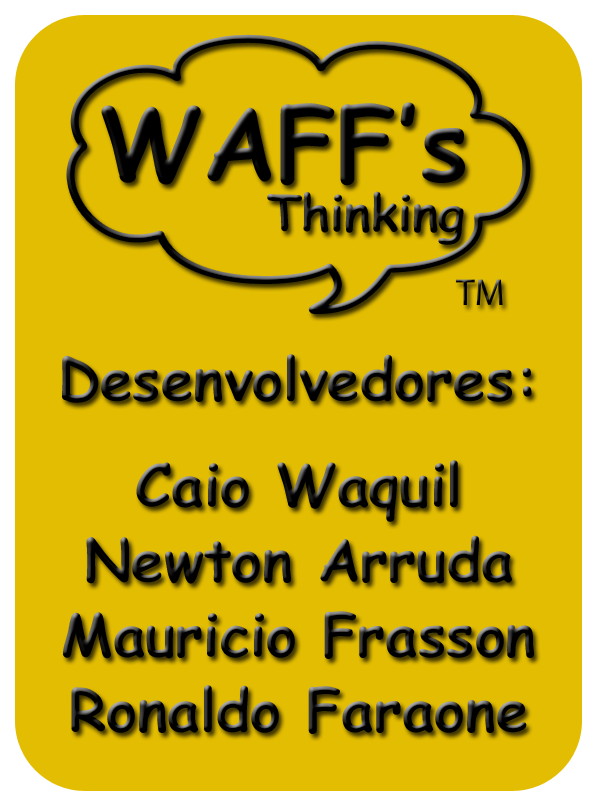 WAFF's
Thinking
TM
Desenvolvedores:
Caio Waquil
Newton Arruda
Mauricio Frasson
Ronaldo Faraone